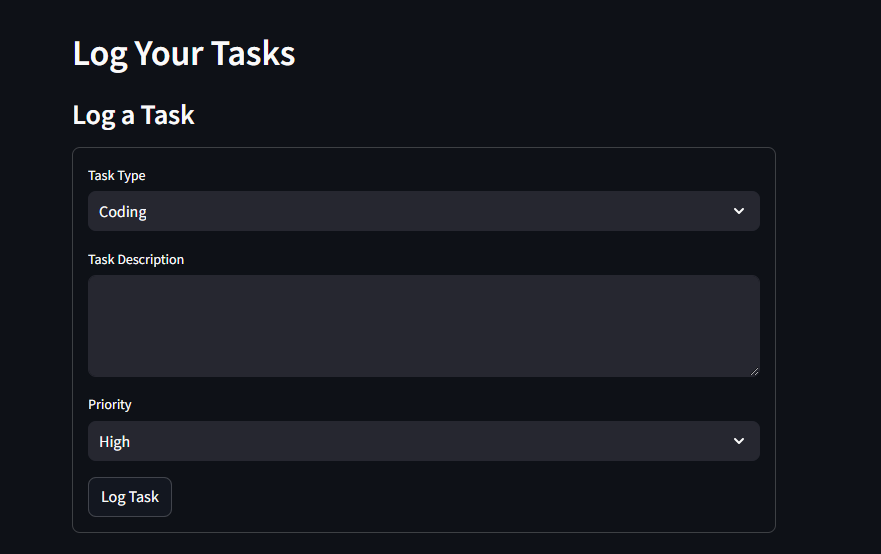 Log Your Tasks
Log a Task
Task Type
Coding
Task Description
Priority
High
Log Task